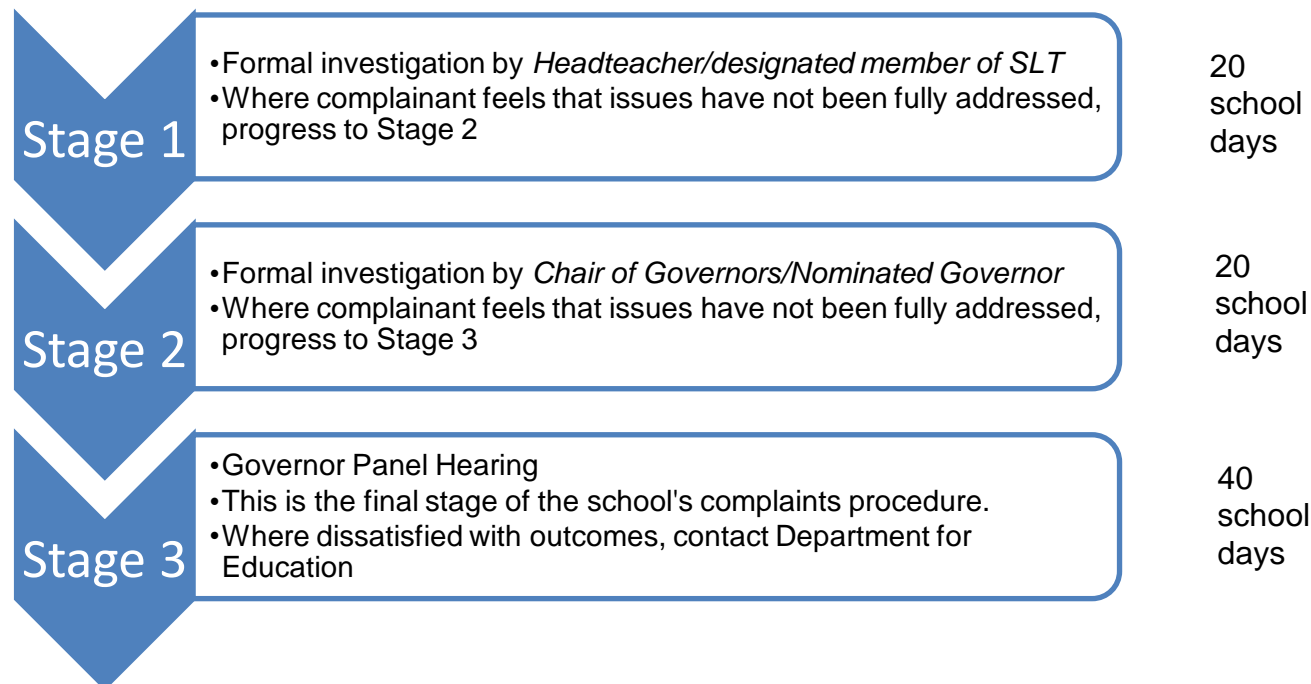 Stage 1
•Formal investigation by Headteacher/designated member of SLT
•Where complainant feels that issues have not been fully addressed,
progress to Stage 2
20
school
days
Stage 2
•Formal investigation by Chair of Governors/Nominated Governor
•Where complainant feels that issues have not been fully addressed,
progress to Stage 3
20
school
days
Stage 3
•Governor Panel Hearing
•This is the final stage of the school's complaints procedure.
•Where dissatisfied with outcomes, contact Department for
Education
40
school
days